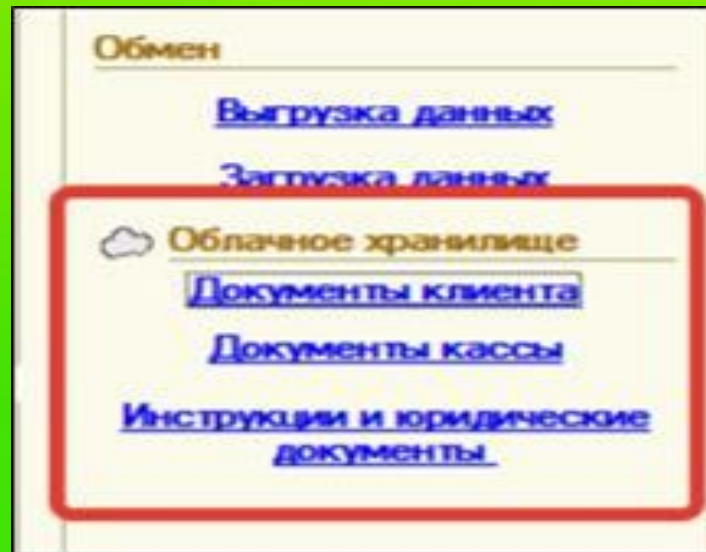 Обмен
Выгрузка данных
Загрузка данных
Облачное хранилище
Документы клиента
Документы кассы
Инструкции и юридические
документы